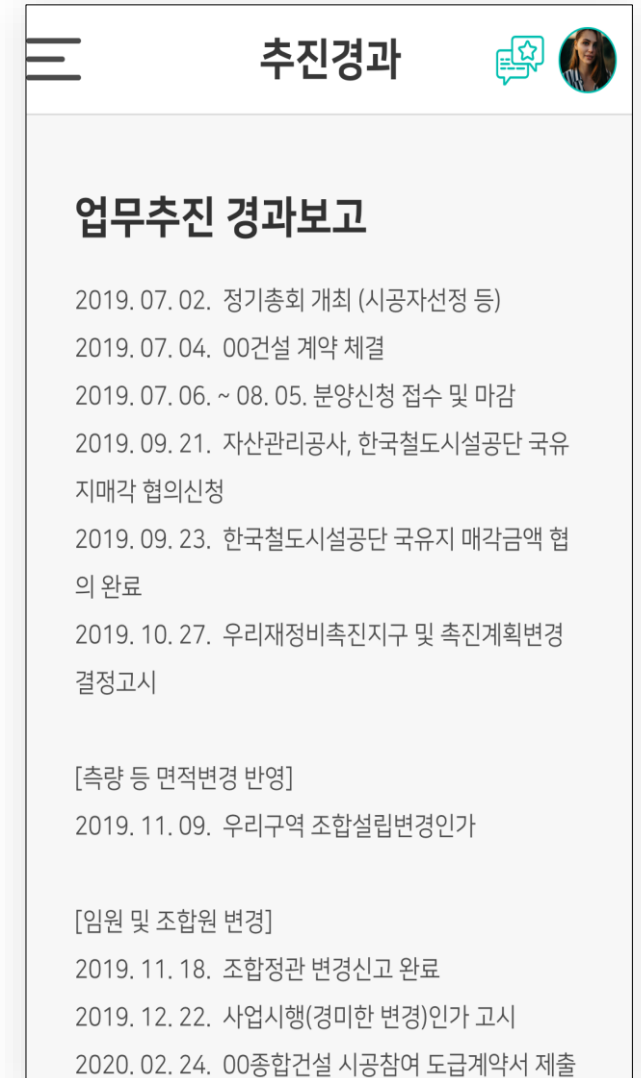 추진경과
업무추진 경과보고
2019. 07. 02. 정기총회 개최 (시공자선정 등)
2019. 07. 04. 00건설 계약 체결
2019. 07. 06. ~ 08. 05. 분양신청 접수 및 마감
2019. 09. 21. 자산관리공사, 한국철도시설공단 국유
지매각 협의신청
2019. 09. 23. 한국철도시설공단 국유지 매각금액 협
의 완료
2019. 10. 27. 우리재정비촉진지구 및 촉진계획변경
결정고시
[측량 등 면적변경 반영]
2019. 11. 09. 우리구역 조합설립변경인가
[임원 및 조합원 변경]
2019. 11. 18. 조합정관 변경신고 완료
2019. 12. 22. 사업시행(경미한 변경)인가 고시
2020. 02. 24. 00종합건설 시공참여 도급계약서 제출